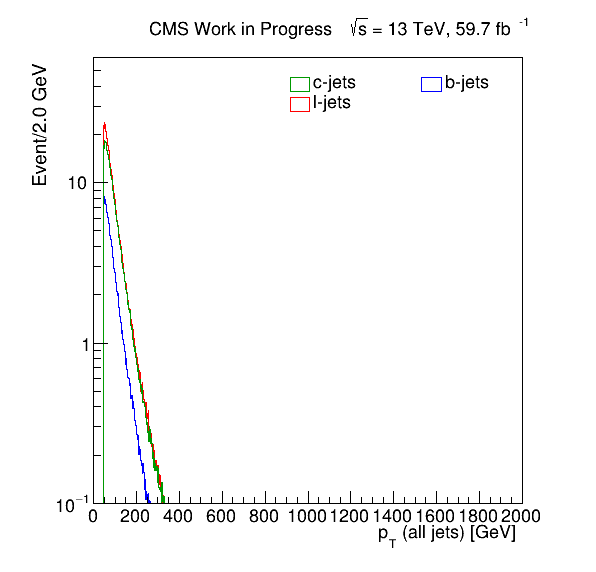 CMS Work in Progress √s = 13 TeV, 59.7 fb⁻¹
c-jets b-jets
l-jets
Event/2.0 GeV
10
1
10⁻¹
0 200 400 600 800 1000 1200 1400 1600 1800 2000
p_T (all jets) [GeV]